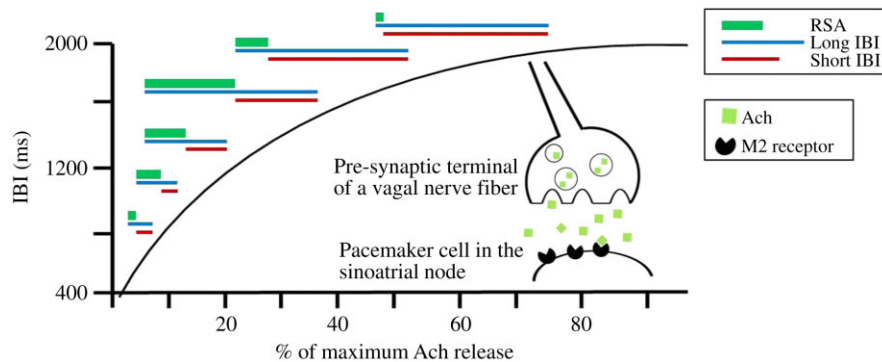 RSA
Long IBI
Short IBI
Ach
M2 receptor
2000
1200
400
IBI (ms)
Pre-synaptic terminal
of a vagal nerve fiber
Pacemaker cell in the
sinoatrial node
20
40
60
80
% of maximum Ach release